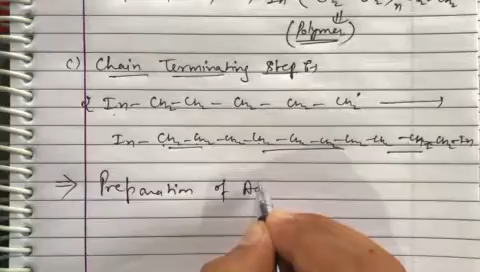 (Polymer)
c) Chain Terminating Step is
2 In- CH₂-CH₂ - CH₂ - CH₂ - CH₂• ⟶
In- CH₂-CH₂-CH₂-CH₂-CH₂-CH₂-CH₂-CH₂-CH₂-CH₂-In
⇒ Preparation of Ad